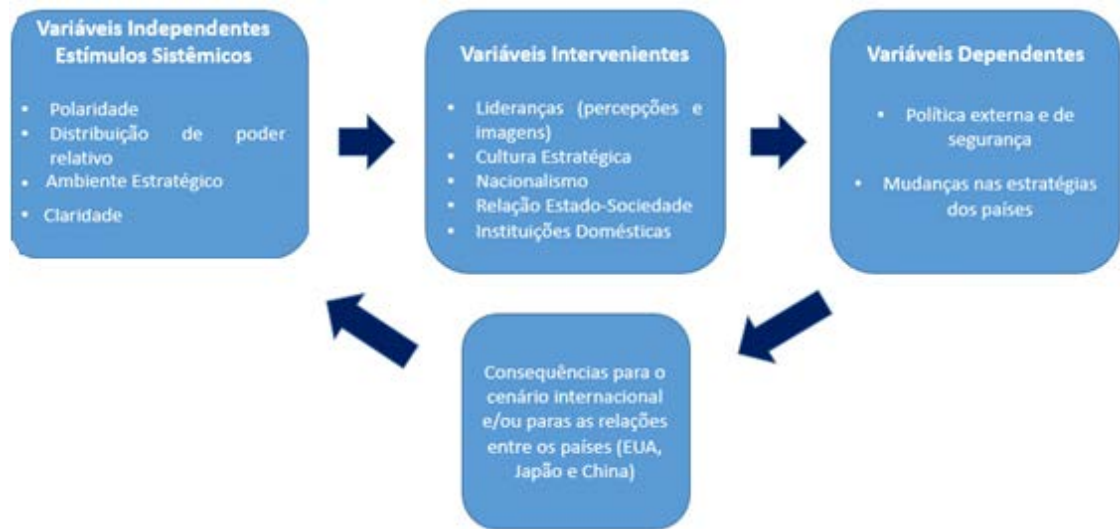 Variáveis Independentes
Estímulos Sistêmicos
• Polaridade
• Distribuição de poder
relativo
• Ambiente Estratégico
• Claridade
Variáveis Intervenientes
• Lideranças (percepções e
imagens)
• Cultura Estratégica
• Nacionalismo
• Relação Estado-Sociedade
• Instituições Domésticas
Variáveis Dependentes
• Política externa e de
segurança
• Mudanças nas estratégias
dos países
Consequências para o
cenário internacional
e/ou paras as relações
entre os países (EUA,
Japão e China)